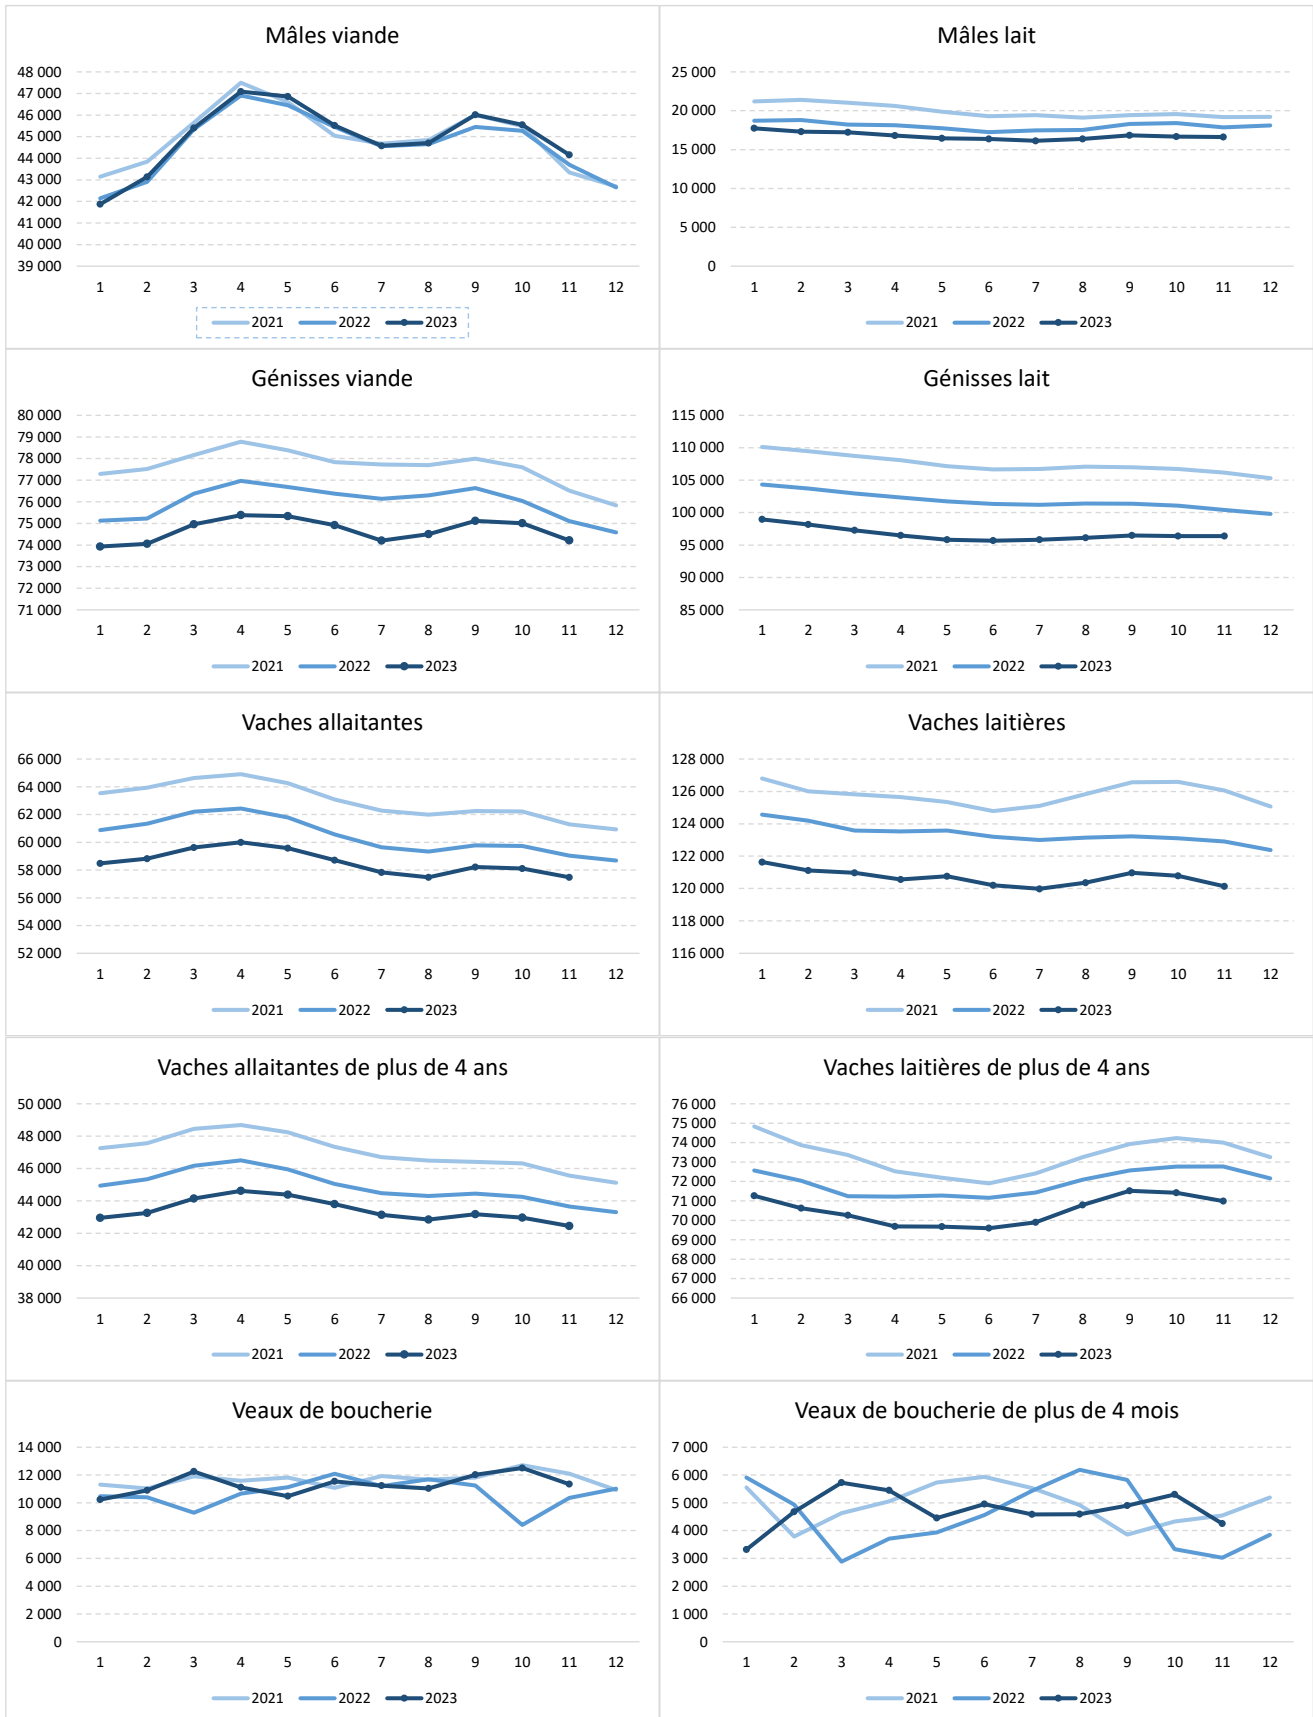 Mâles viande
48 000
47 000
46 000
45 000
44 000
43 000
42 000
41 000
40 000
39 000
1 2 3 4 5 6 7 8 9 10 11 12
2021 2022 2023
Mâles lait
25 000
20 000
15 000
10 000
5 000
0
1 2 3 4 5 6 7 8 9 10 11 12
2021 2022 2023
Génisses viande
80 000
79 000
78 000
77 000
76 000
75 000
74 000
73 000
72 000
71 000
1 2 3 4 5 6 7 8 9 10 11 12
2021 2022 2023
Génisses lait
115 000
110 000
105 000
100 000
95 000
90 000
85 000
1 2 3 4 5 6 7 8 9 10 11 12
2021 2022 2023
Vaches allaitantes
66 000
64 000
62 000
60 000
58 000
56 000
54 000
52 000
1 2 3 4 5 6 7 8 9 10 11 12
2021 2022 2023
Vaches laitières
128 000
126 000
124 000
122 000
120 000
118 000
116 000
1 2 3 4 5 6 7 8 9 10 11 12
2021 2022 2023
Vaches allaitantes de plus de 4 ans
50 000
48 000
46 000
44 000
42 000
40 000
38 000
1 2 3 4 5 6 7 8 9 10 11 12
2021 2022 2023
Vaches laitières de plus de 4 ans
76 000
75 000
74 000
73 000
72 000
71 000
70 000
69 000
68 000
67 000
66 000
1 2 3 4 5 6 7 8 9 10 11 12
2021 2022 2023
Veaux de boucherie
14 000
12 000
10 000
8 000
6 000
4 000
2 000
0
1 2 3 4 5 6 7 8 9 10 11 12
2021 2022 2023
Veaux de boucherie de plus de 4 mois
7 000
6 000
5 000
4 000
3 000
2 000
1 000
0
1 2 3 4 5 6 7 8 9 10 11 12
2021 2022 2023